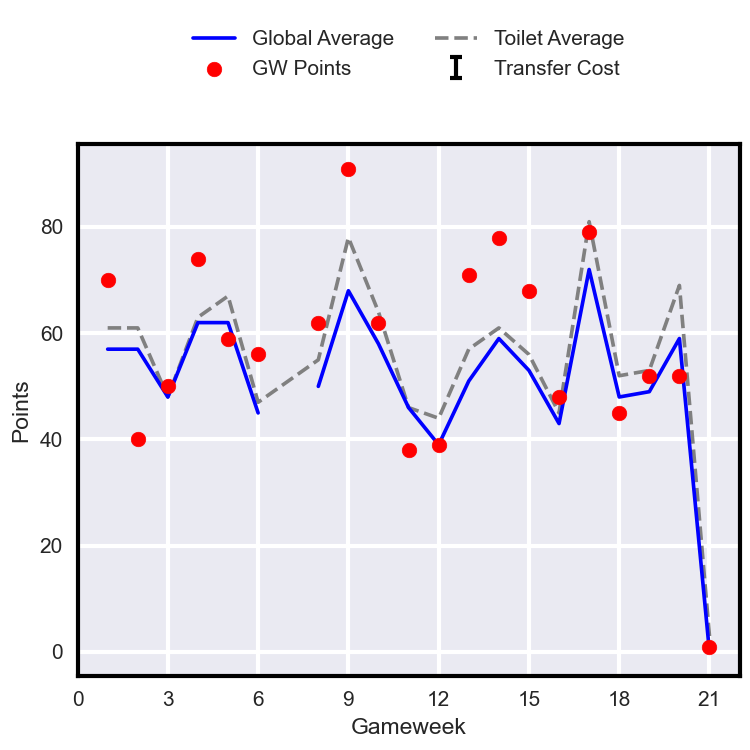 Global Average
Toilet Average
GW Points
Transfer Cost
80
60
40
20
0
Points
0 3 6 9 12 15 18 21
Gameweek